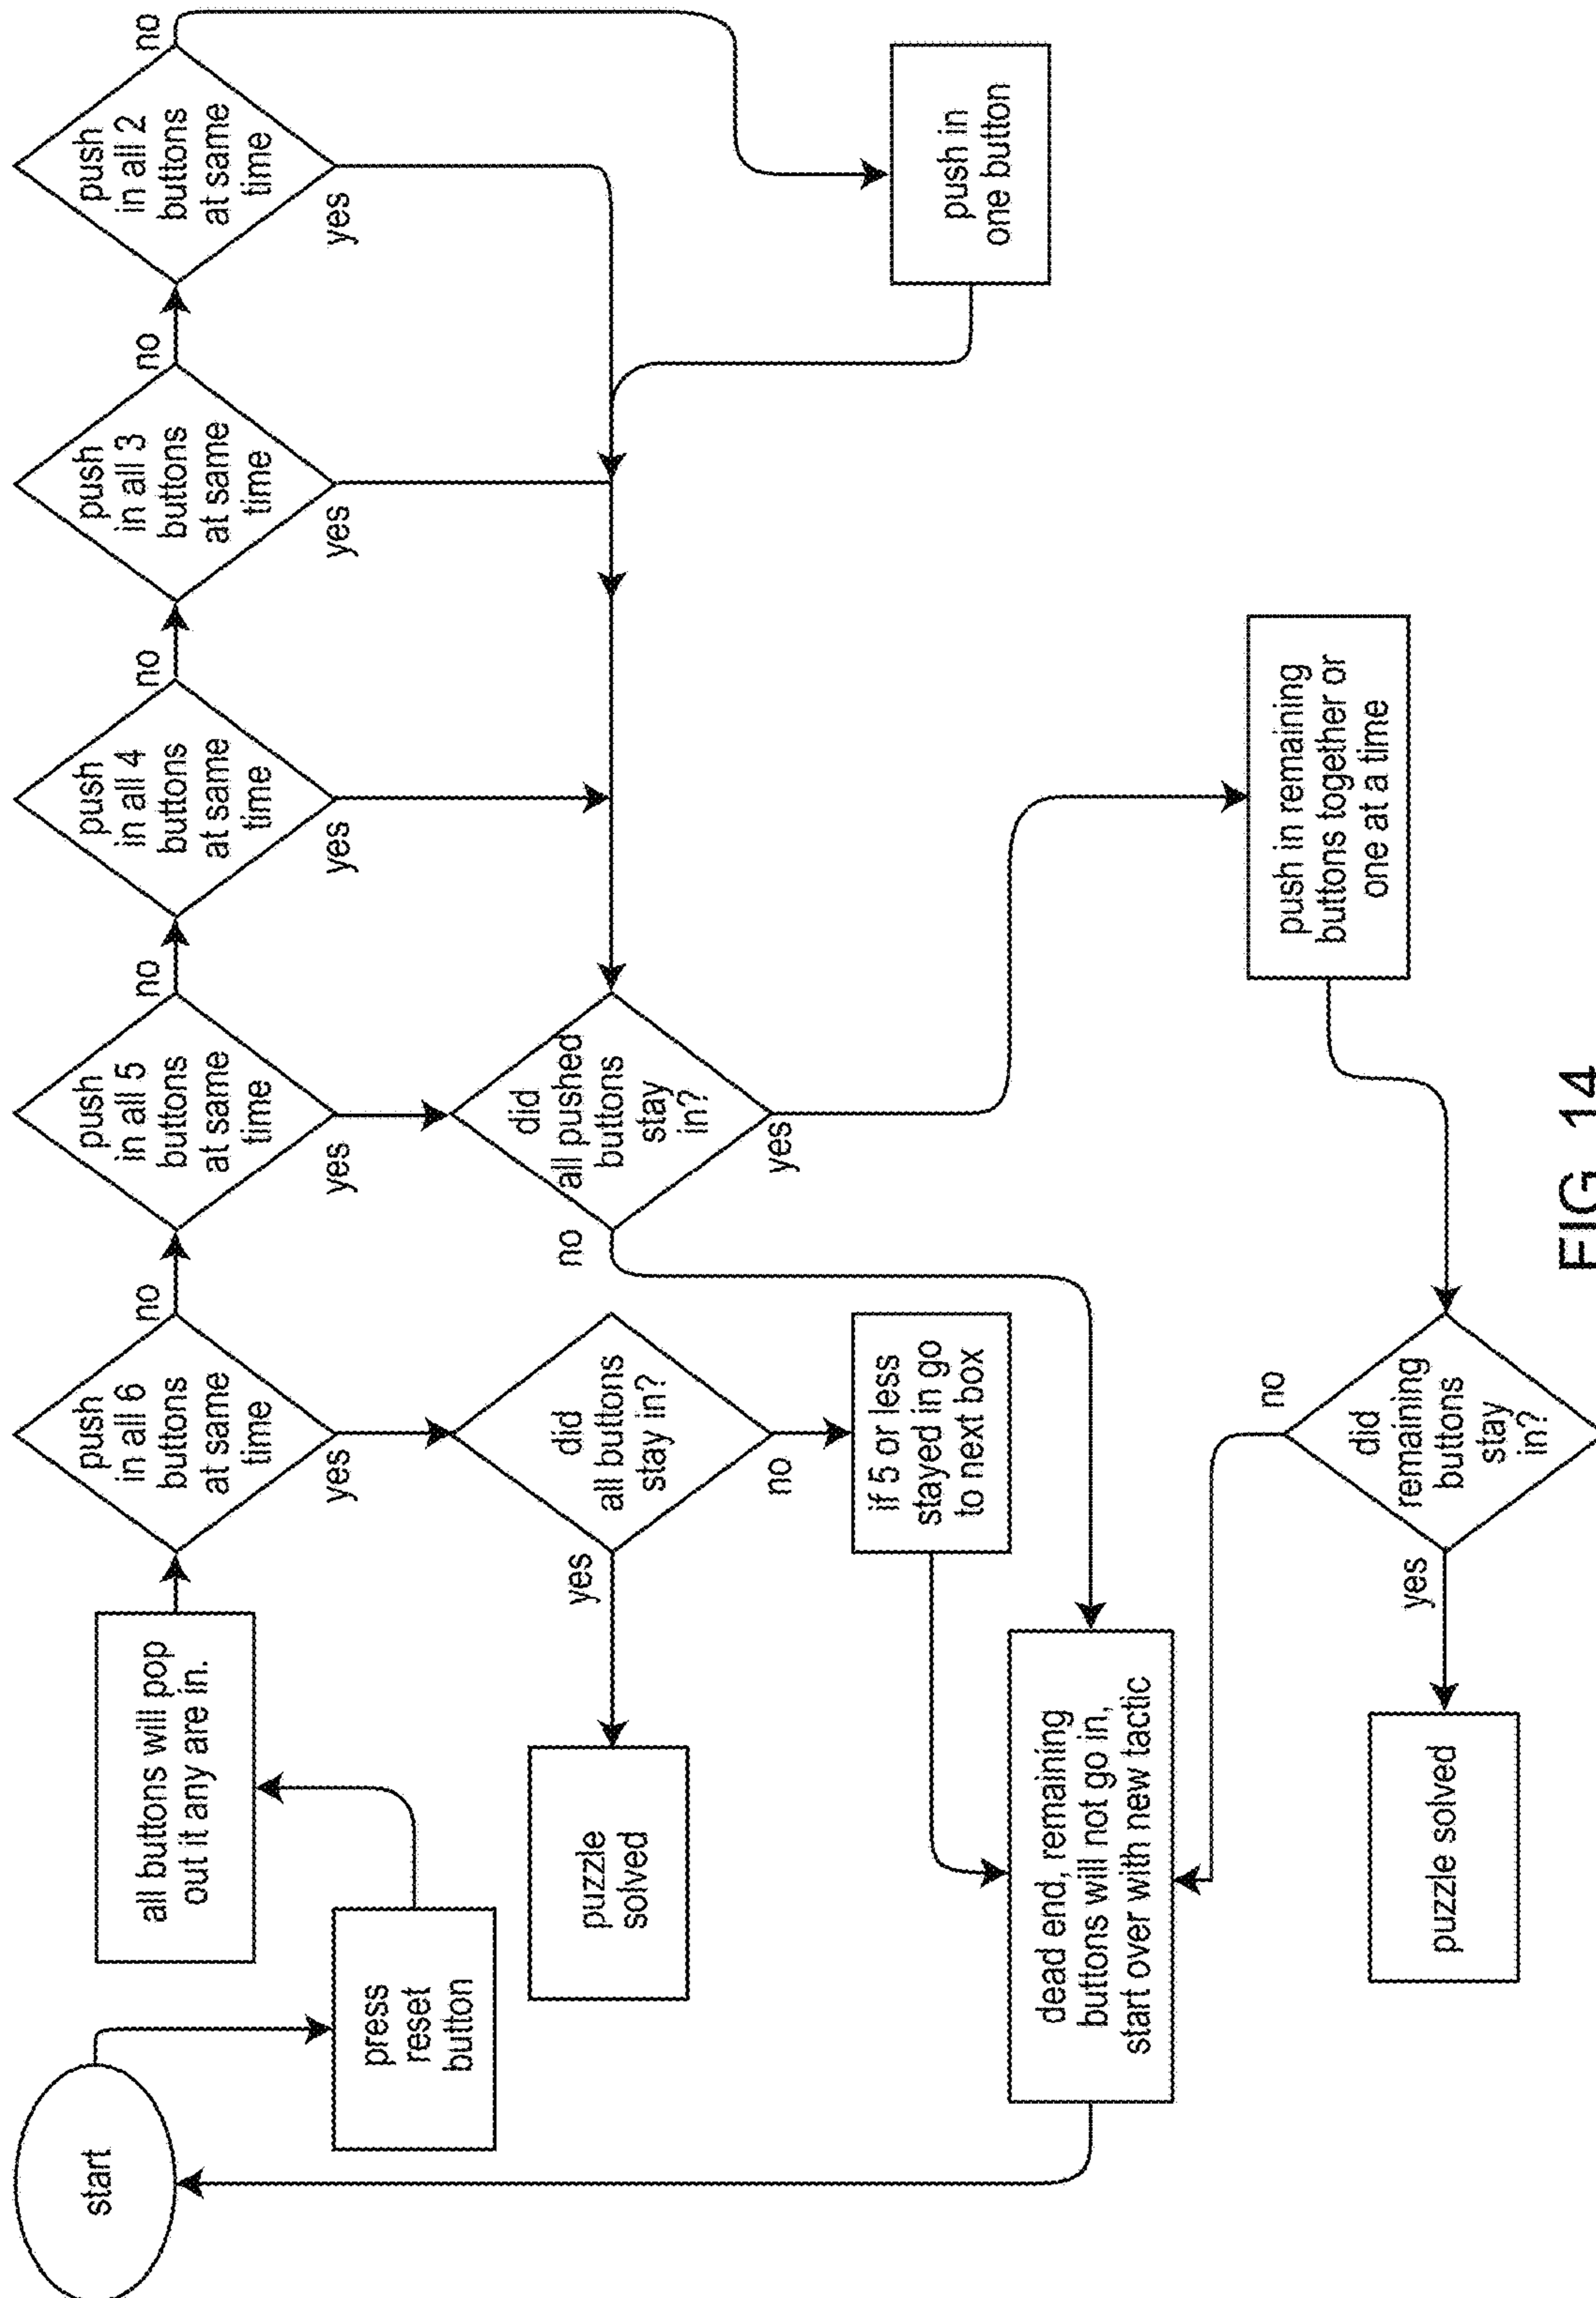 start
press
reset
button
all buttons will pop
out it any are in.
push
in all 6
buttons
at same
time
no
yes
push
in all 5
buttons
at same
time
no
yes
push
in all 4
buttons
at same
time
no
yes
push
in all 3
buttons
at same
time
no
yes
push
in all 2
buttons
at same
time
no
yes
push in
one button
did
all buttons
stay in?
yes
no
puzzle
solved
if 5 or less
stayed in go
to next box
did
all pushed
buttons
stay
in?
no
yes
dead end, remaining
buttons will not go in,
start over with new tactic
push in remaining
buttons together or
one at a time
did
remaining
buttons
stay
in?
no
yes
puzzle solved
FIG. 14